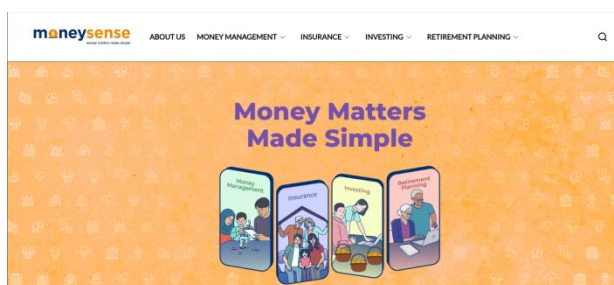 moneysense
money matters made simple
ABOUT US MONEY MANAGEMENT INSURANCE INVESTING RETIREMENT PLANNING
Money Matters
Made Simple
Money
Management
Insurance
Investing
Retirement
Planning